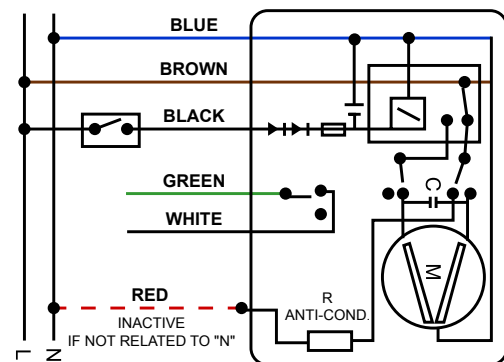 BLUE
BROWN
BLACK
GREEN
WHITE
RED
INACTIVE
IF NOT RELATED TO "N"
R
ANTI-COND.
C
M
L
N